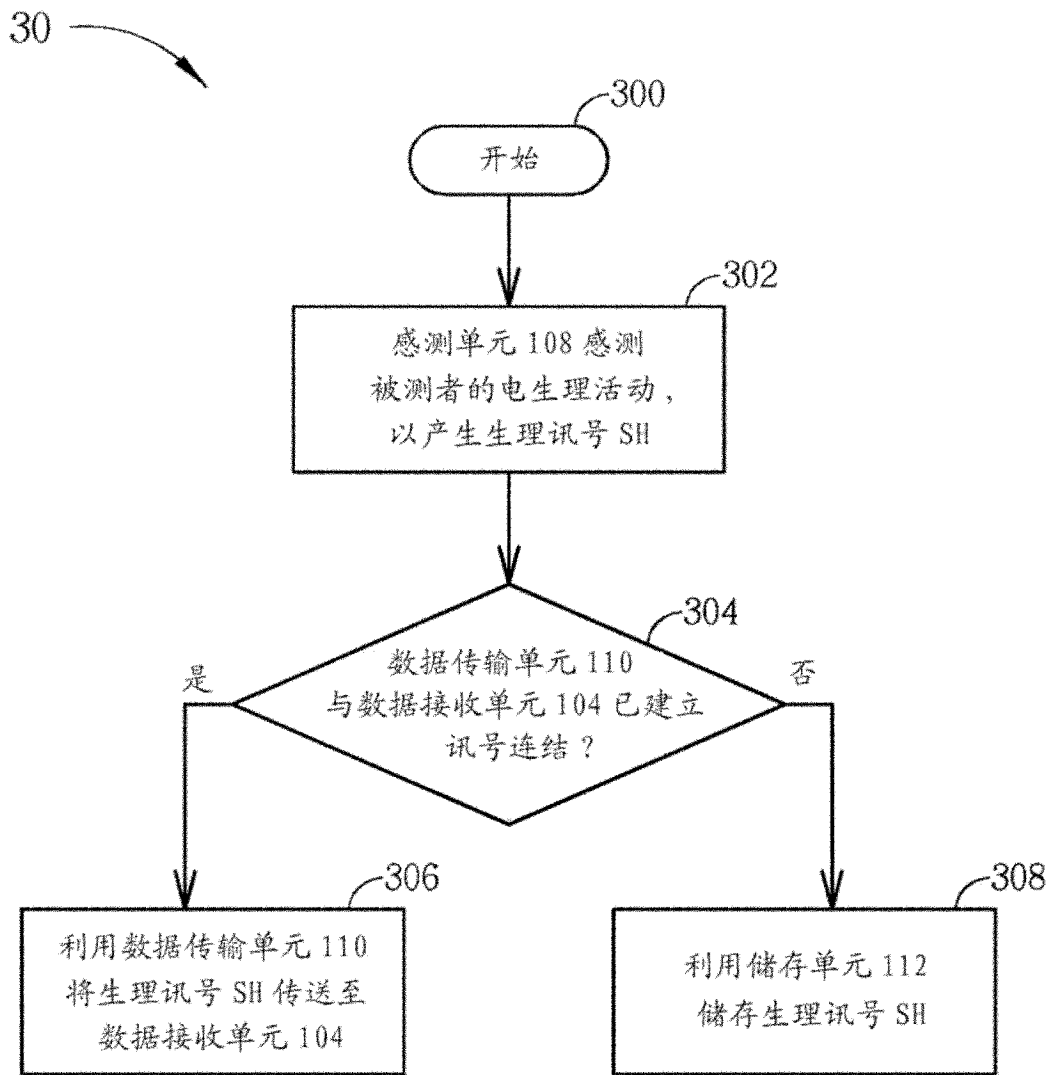 30
300
开始
302
感测单元 108 感测
被测者的电生理活动，
以产生生理讯号 SH
304
数据传输单元 110
与数据接收单元 104 已建立
讯号连结？
是
否
306
利用数据传输单元 110
将生理讯号 SH 传送至
数据接收单元 104
308
利用储存单元 112
储存生理讯号 SH